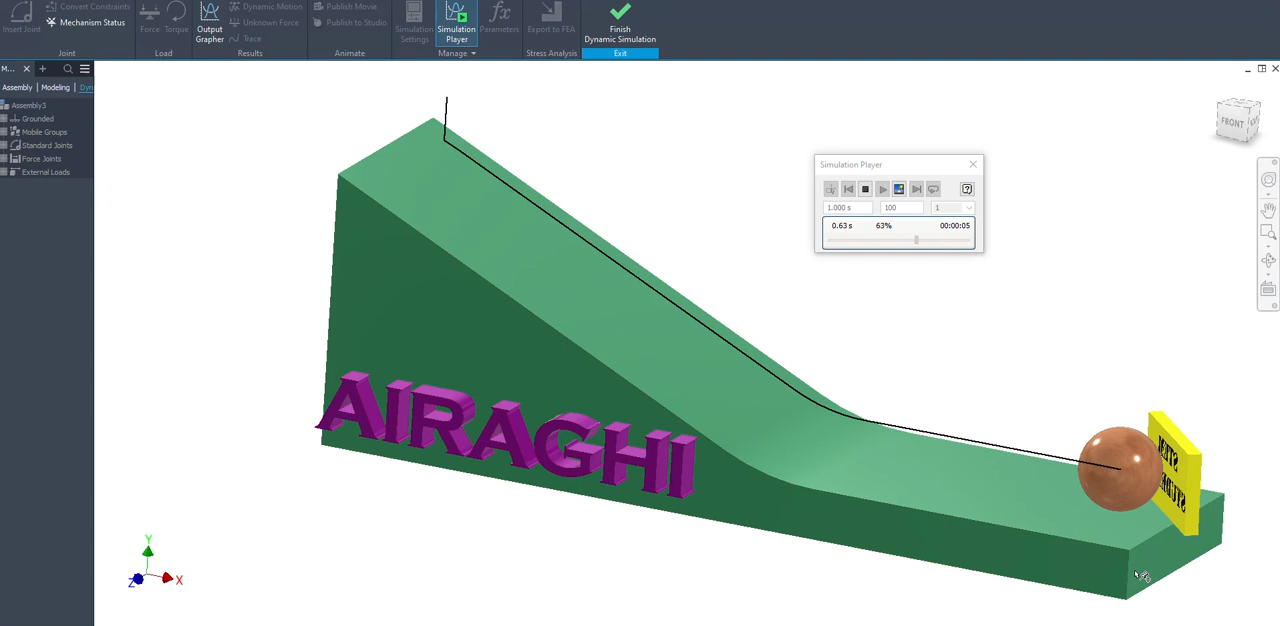 Insert Joint
Convert Constraints
Mechanism Status
Joint
Force
Torque
Load
Output
Grapher
Dynamic Motion
Unknown Force
Trace
Results
Publish Movie
Publish to Studio
Animate
Simulation
Settings
Simulation
Player
Parameters
Manage
Export to FEA
Stress Analysis
Finish
Dynamic Simulation
Exit
M...
Assembly
Modeling
Dyn
Assembly3
Grounded
Mobile Groups
Standard Joints
Force Joints
External Loads
FRONT
Simulation Player
1.000 s
100
1
0.63 s
63%
00:00:05
AIRAGHI
Y
Z
X